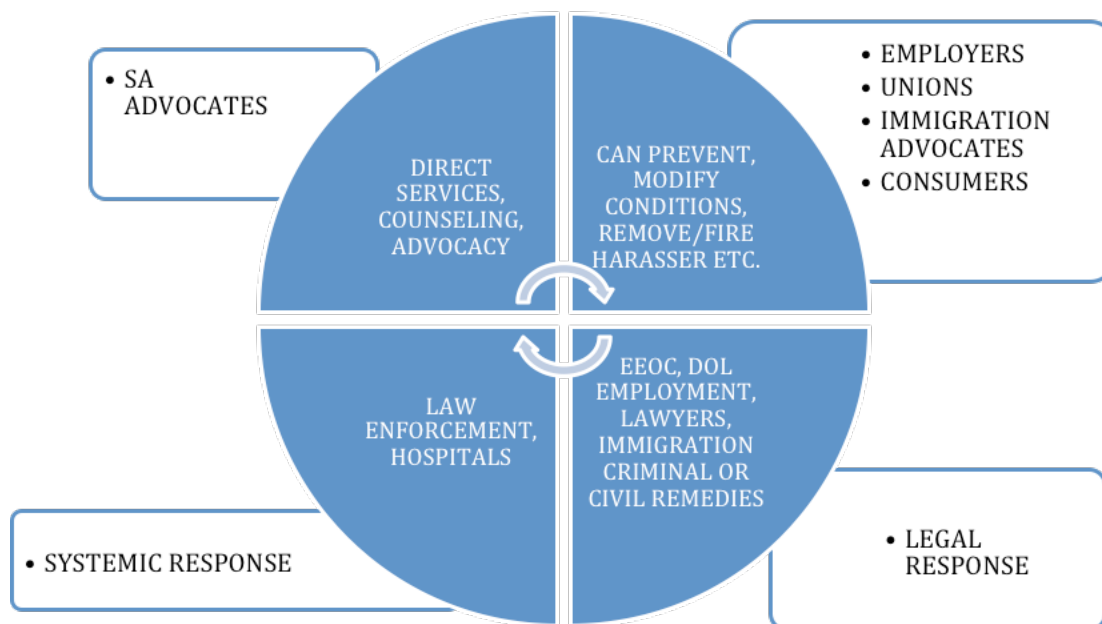 • SA
ADVOCATES
• EMPLOYERS
• UNIONS
• IMMIGRATION
ADVOCATES
• CONSUMERS
DIRECT
SERVICES,
COUNSELING,
ADVOCACY
CAN PREVENT,
MODIFY
CONDITIONS,
REMOVE/FIRE
HARASSER ETC.
LAW
ENFORCEMENT,
HOSPITALS
EEOC, DOL
EMPLOYMENT,
LAWYERS,
IMMIGRATION
CRIMINAL OR
CIVIL REMEDIES
• SYSTEMIC RESPONSE
• LEGAL
RESPONSE